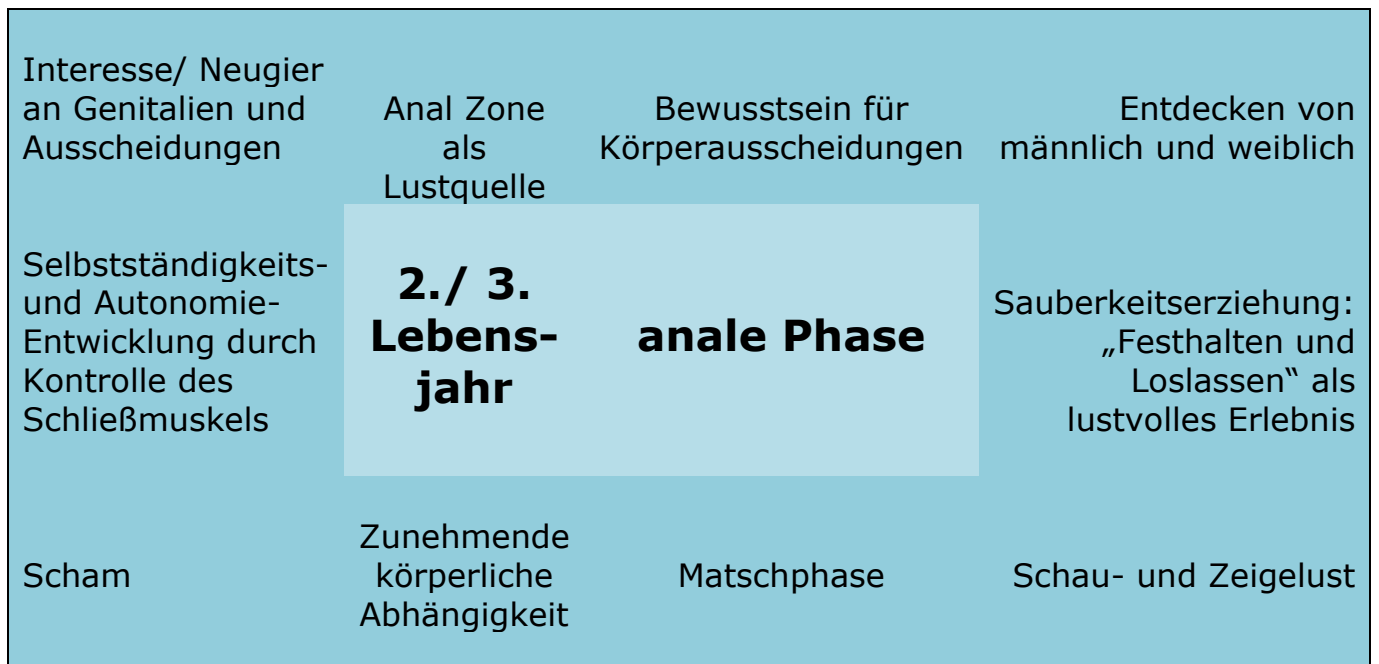 Interesse/ Neugier
an Genitalien und
Ausscheidungen
Anal Zone
als
Lustquelle
Bewusstsein für
Körperausscheidungen
Entdecken von
männlich und weiblich
Selbstständigkeits-
und Autonomie-
Entwicklung durch
Kontrolle des
Schließmuskels
2./ 3.
Lebens-
jahr
anale Phase
Sauberkeitserziehung:
„Festhalten und
Loslassen“ als
lustvolles Erlebnis
Scham
Zunehmende
körperliche
Abhängigkeit
Matschphase
Schau- und Zeigelust